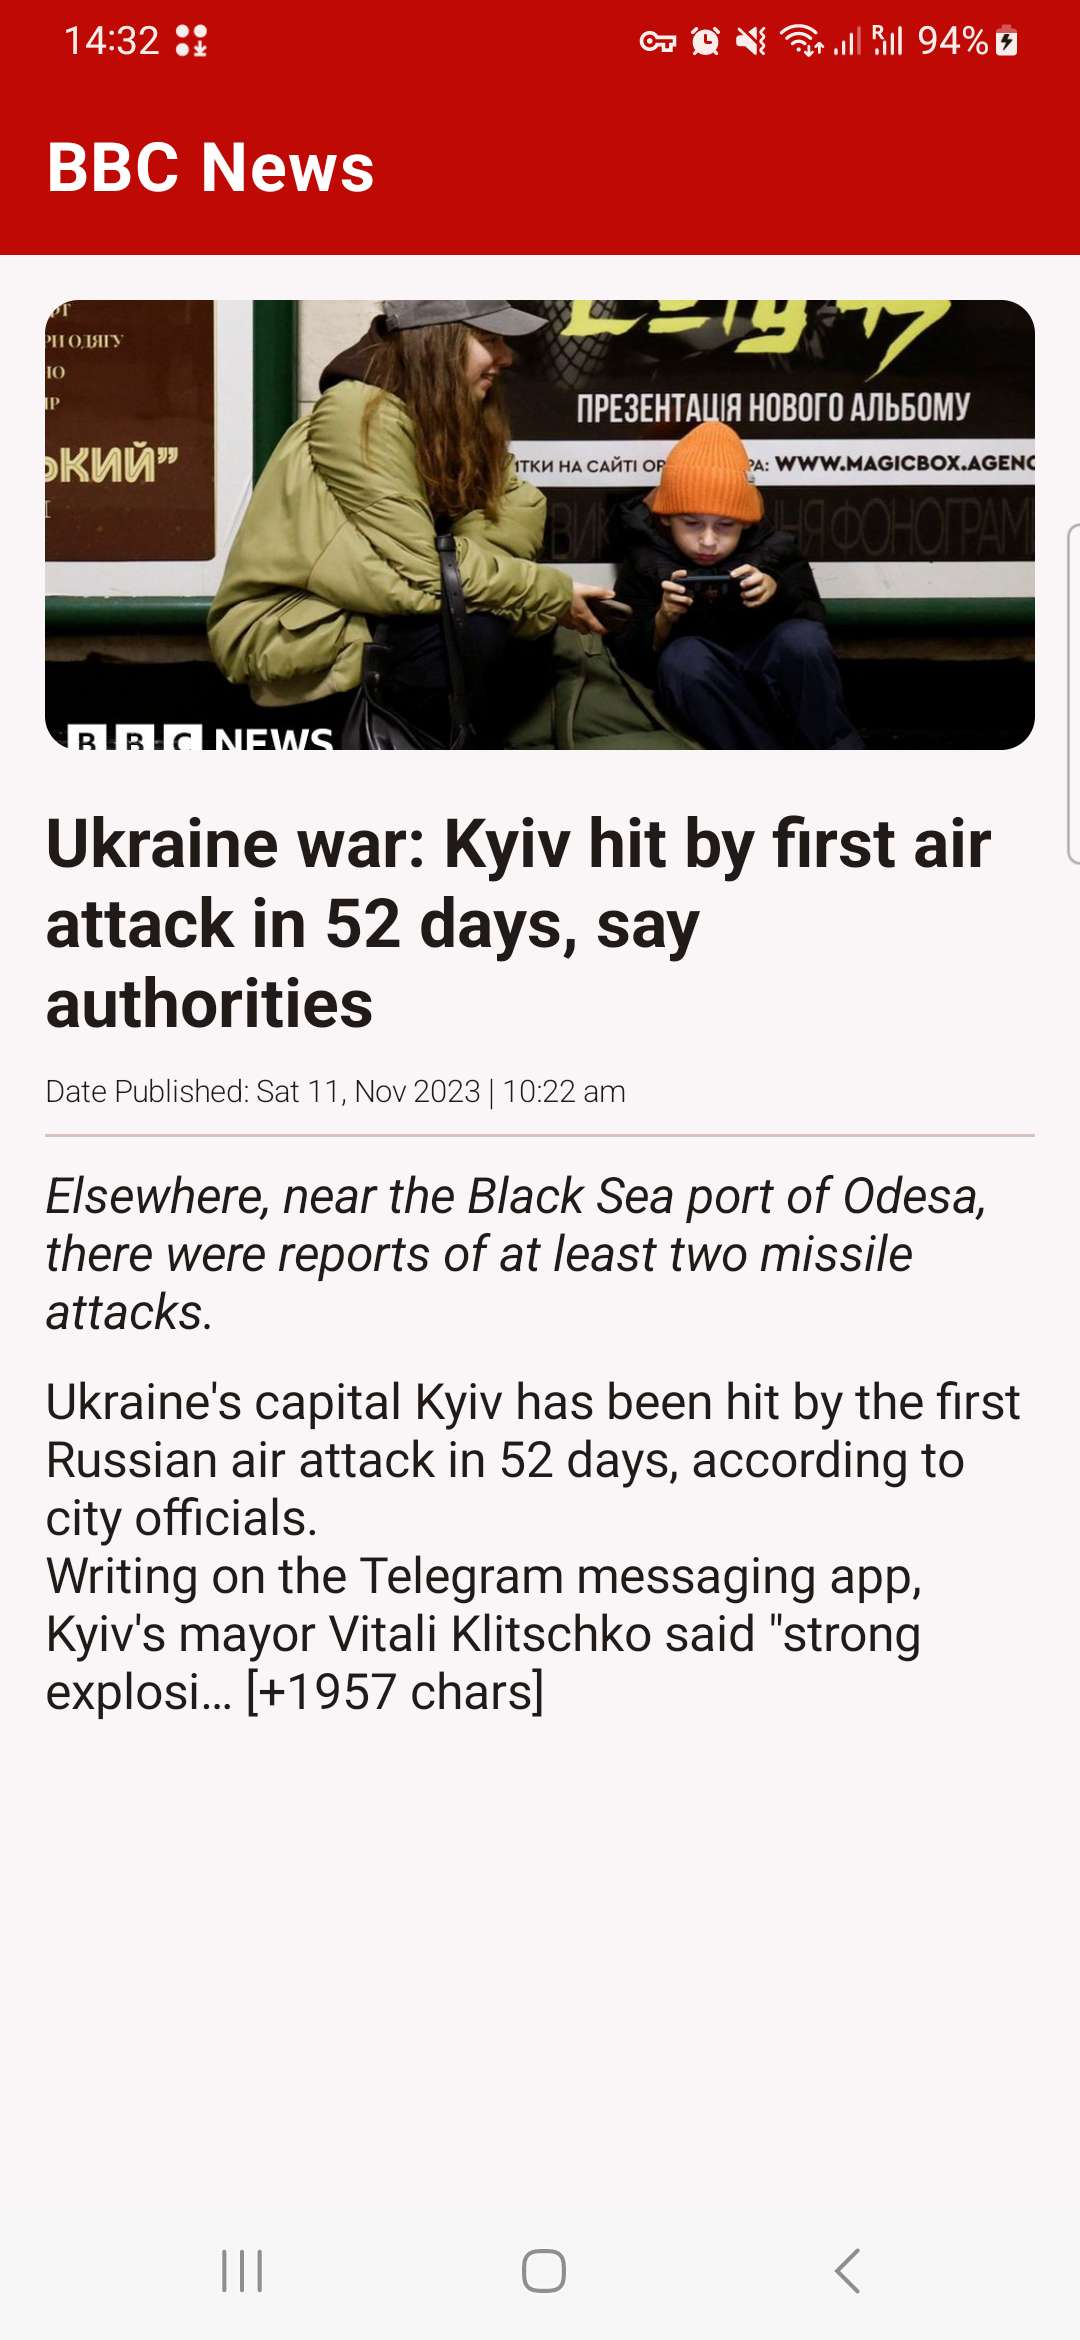 14:32
R
94%
BBC News
РИ ОДЯГУ
ПРЕЗЕНТАЦІЯ НОВОГО АЛЬБОМУ
НА САЙТІ
WWW.MAGICBOX.AGENC
ФОНОГРАМ
BBC NEWS
Ukraine war: Kyiv hit by first air
attack in 52 days, say
authorities
Date Published: Sat 11, Nov 2023 | 10:22 am
Elsewhere, near the Black Sea port of Odesa,
there were reports of at least two missile
attacks.
Ukraine's capital Kyiv has been hit by the first
Russian air attack in 52 days, according to
city officials.
Writing on the Telegram messaging app,
Kyiv's mayor Vitali Klitschko said "strong
explosi… [+1957 chars]